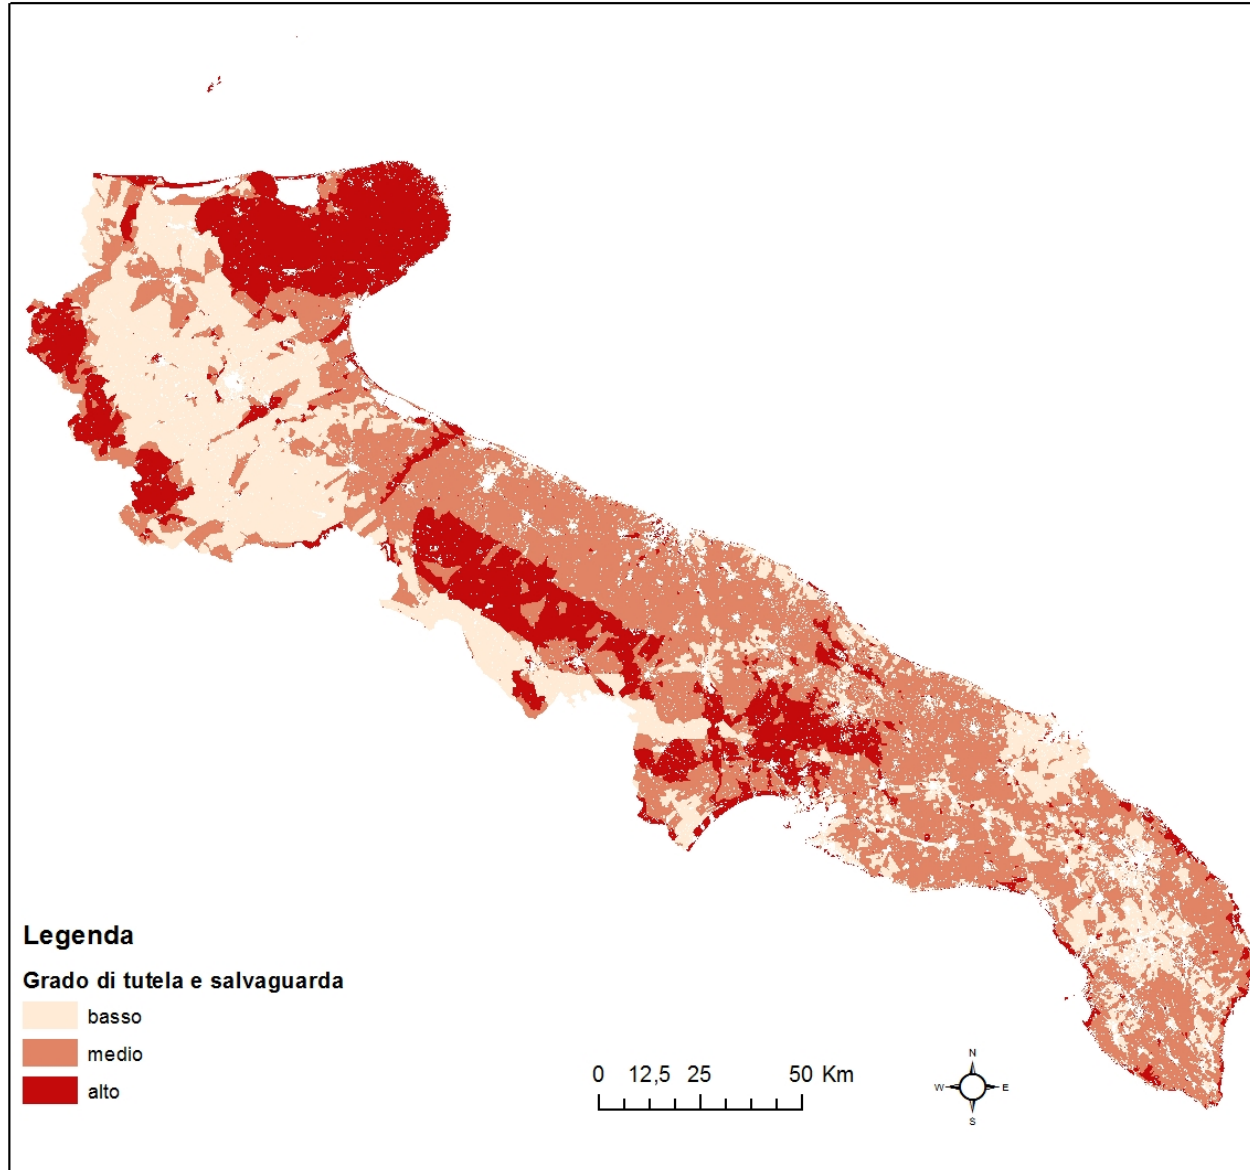 Legenda
Grado di tutela e salvaguarda
basso
medio
alto
0 12,5 25 50 Km
N
W E
S